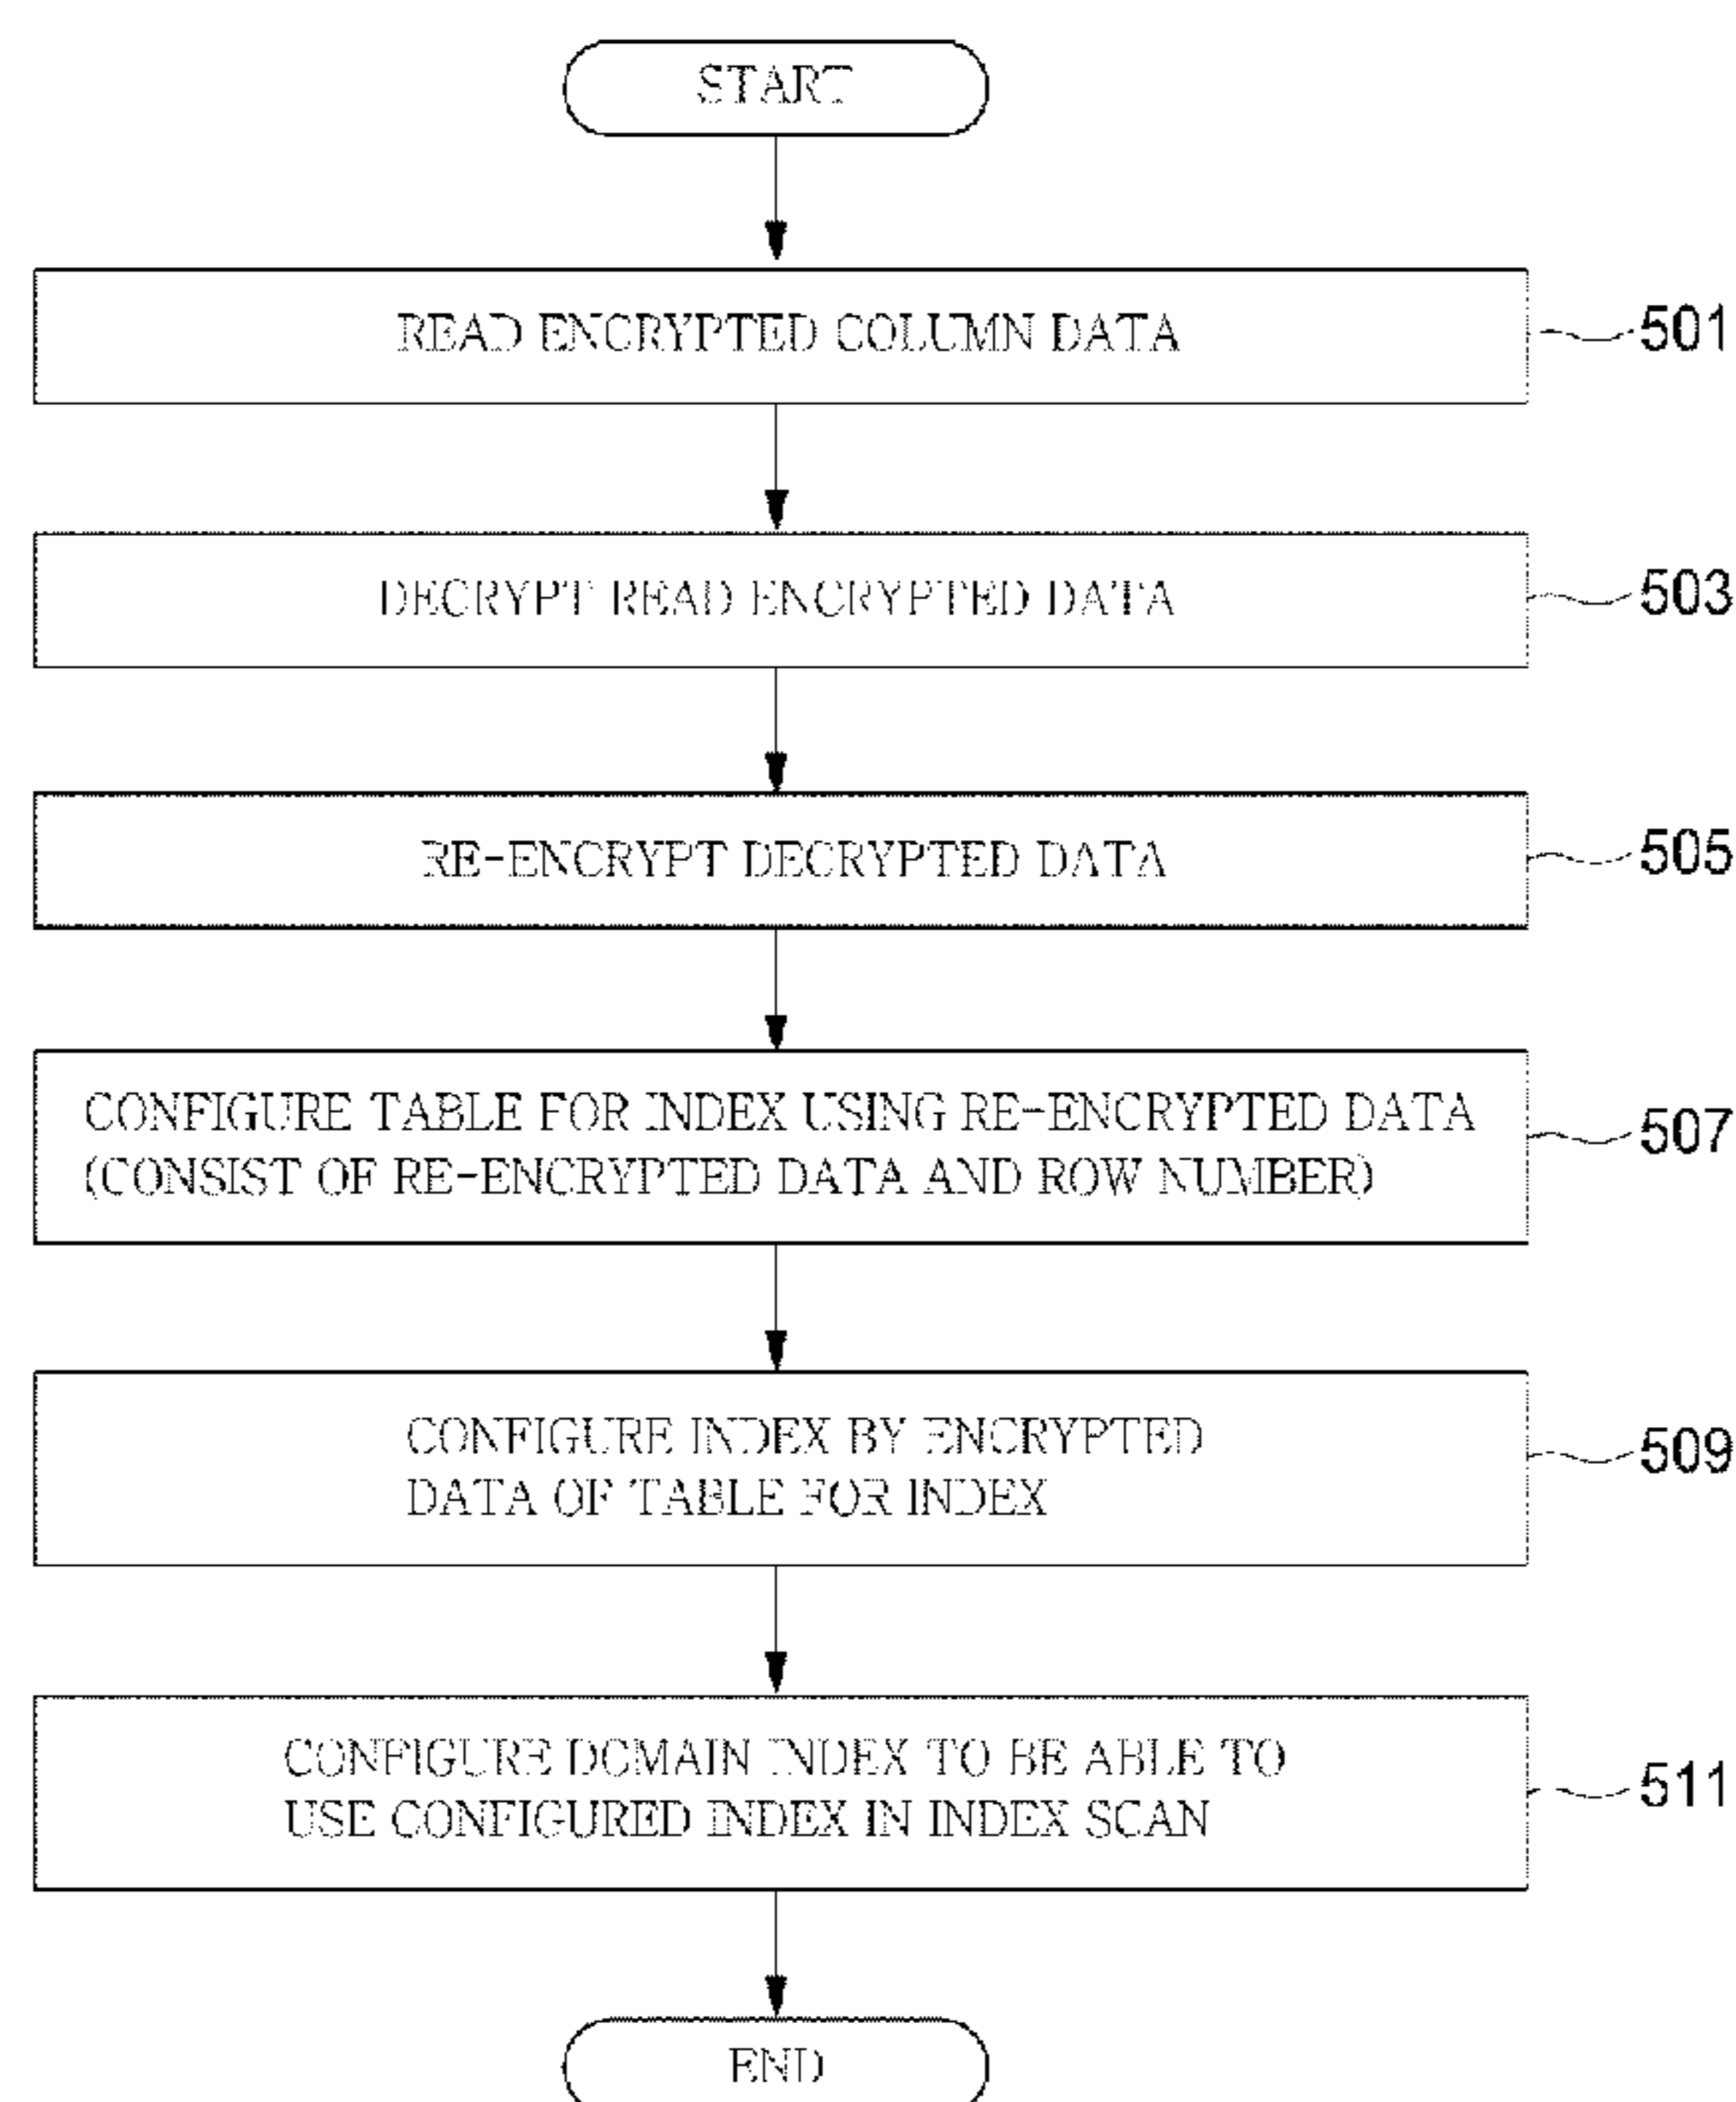 START
READ ENCRYPTED COLUMN DATA
501
DECRYPT READ ENCRYPTED DATA
503
RE-ENCRYPT DECRYPTED DATA
505
CONFIGURE TABLE FOR INDEX USING RE-ENCRYPTED DATA
(CONSIST OF RE-ENCRYPTED DATA AND ROW NUMBER)
507
CONFIGURE INDEX BY ENCRYPTED
DATA OF TABLE FOR INDEX
509
CONFIGURE DOMAIN INDEX TO BE ABLE TO
USE CONFIGURED INDEX IN INDEX SCAN
511
END